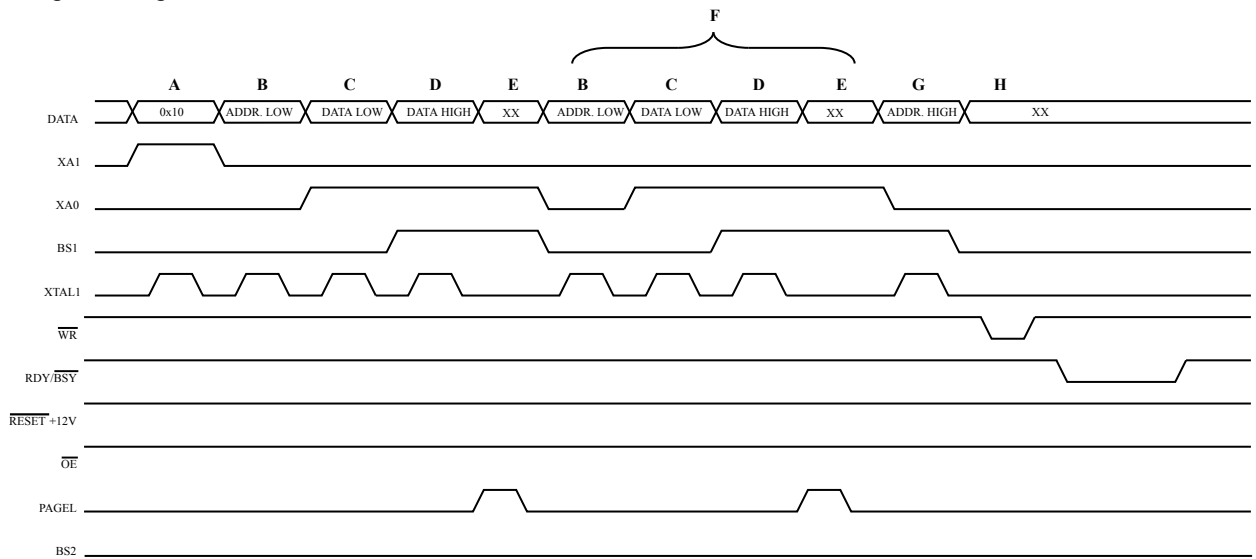 F
A B C D E B C D E G H
DATA 0x10 ADDR. LOW DATA LOW DATA HIGH XX ADDR. LOW DATA LOW DATA HIGH XX ADDR. HIGH XX
XA1
XA0
BS1
XTAL1
WR
RDY/BSY
RESET +12V
OE
PAGEL
BS2